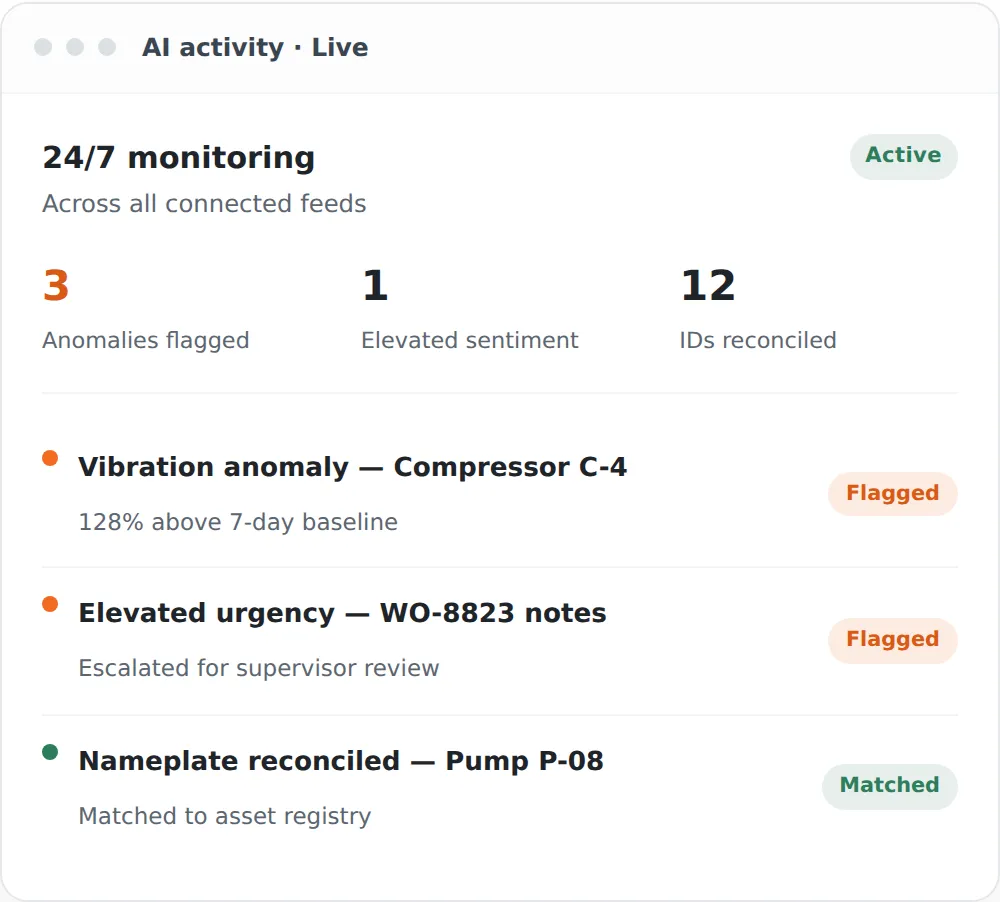 AI activity · Live
24/7 monitoring
Active
Across all connected feeds
3
1
12
Anomalies flagged
Elevated sentiment
IDs reconciled
Vibration anomaly — Compressor C-4
Flagged
128% above 7-day baseline
Elevated urgency — WO-8823 notes
Flagged
Escalated for supervisor review
Nameplate reconciled — Pump P-08
Matched
Matched to asset registry